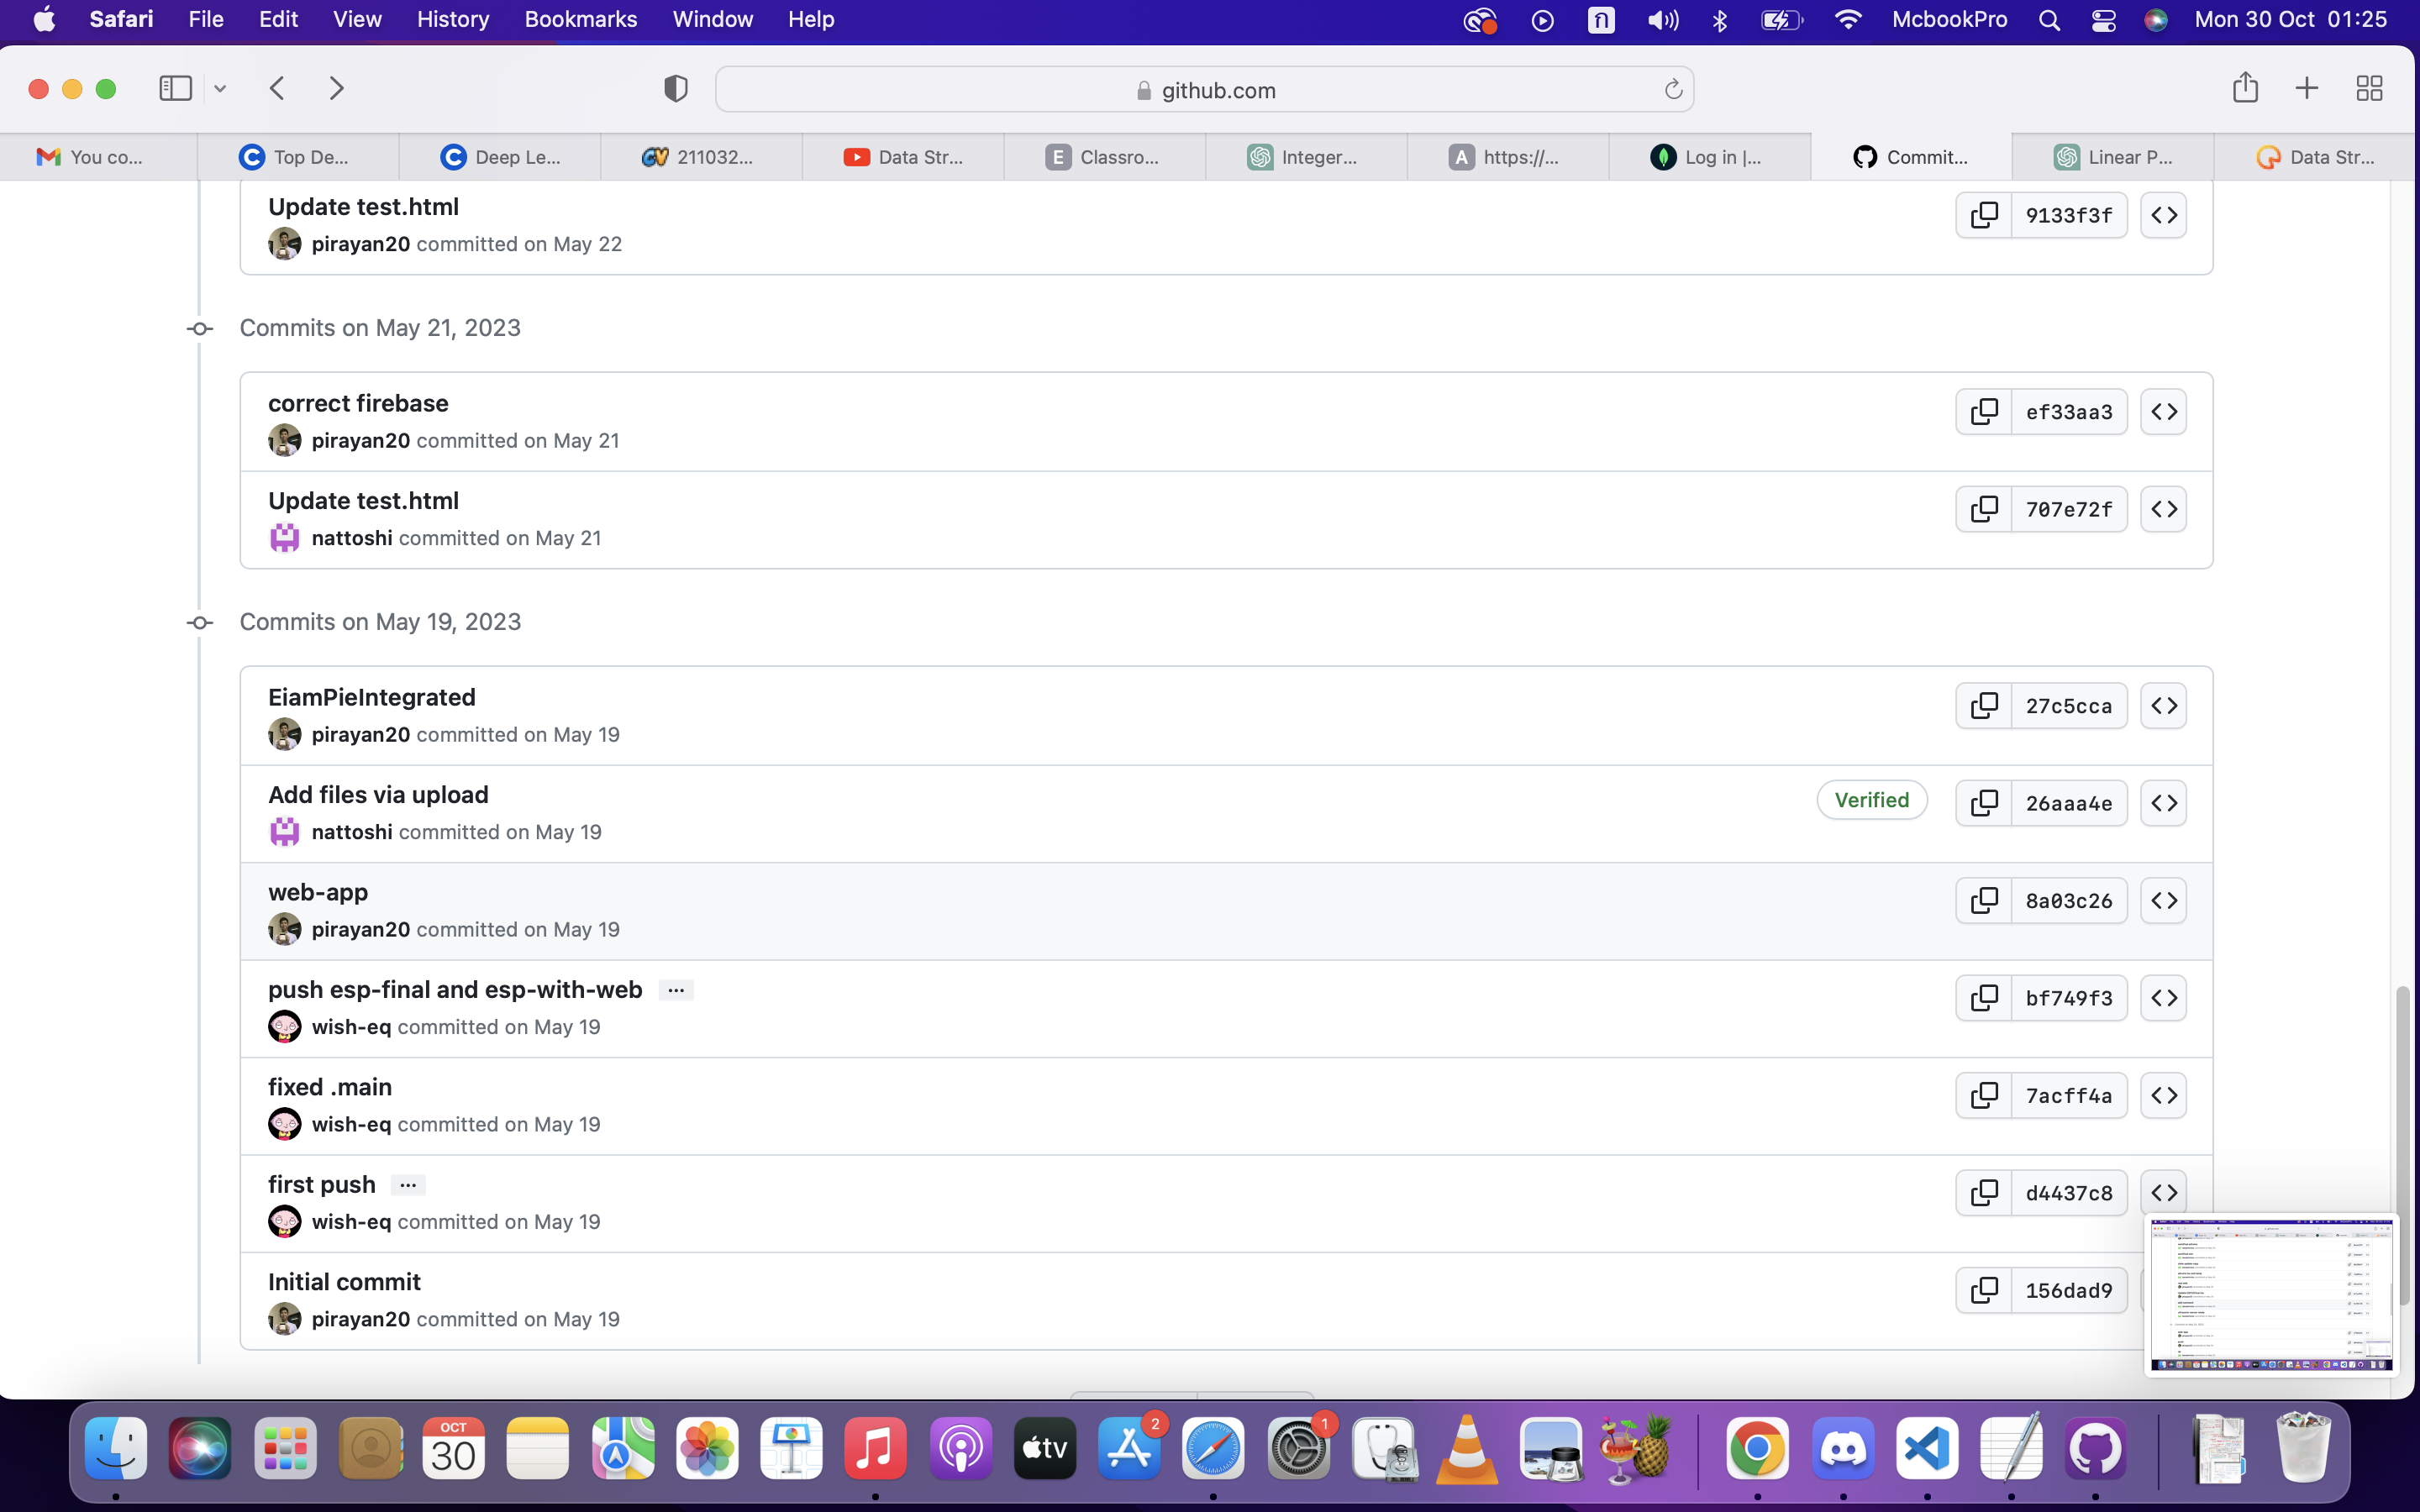 Safari File Edit View History Bookmarks Window Help ก McbookPro Mon 30 Oct 01:25
github.com
You co... Top De... Deep Le... 211032... Data Str... E Classro... Integer... A https://... Log in |... Commit... Linear P... Data Str...
Update test.html
9133f3f
pirayan20 committed on May 22
Commits on May 21, 2023
correct firebase
ef33aa3
pirayan20 committed on May 21
Update test.html
707e72f
nattoshi committed on May 21
Commits on May 19, 2023
EiamPieIntegrated
27c5cca
pirayan20 committed on May 19
Add files via upload
Verified 26aaa4e
nattoshi committed on May 19
web-app
8a03c26
pirayan20 committed on May 19
push esp-final and esp-with-web ...
bf749f3
wish-eq committed on May 19
fixed .main
7acff4a
wish-eq committed on May 19
first push ...
d4437c8
wish-eq committed on May 19
Initial commit
156dad9
pirayan20 committed on May 19
OCT
30
tv
2
1